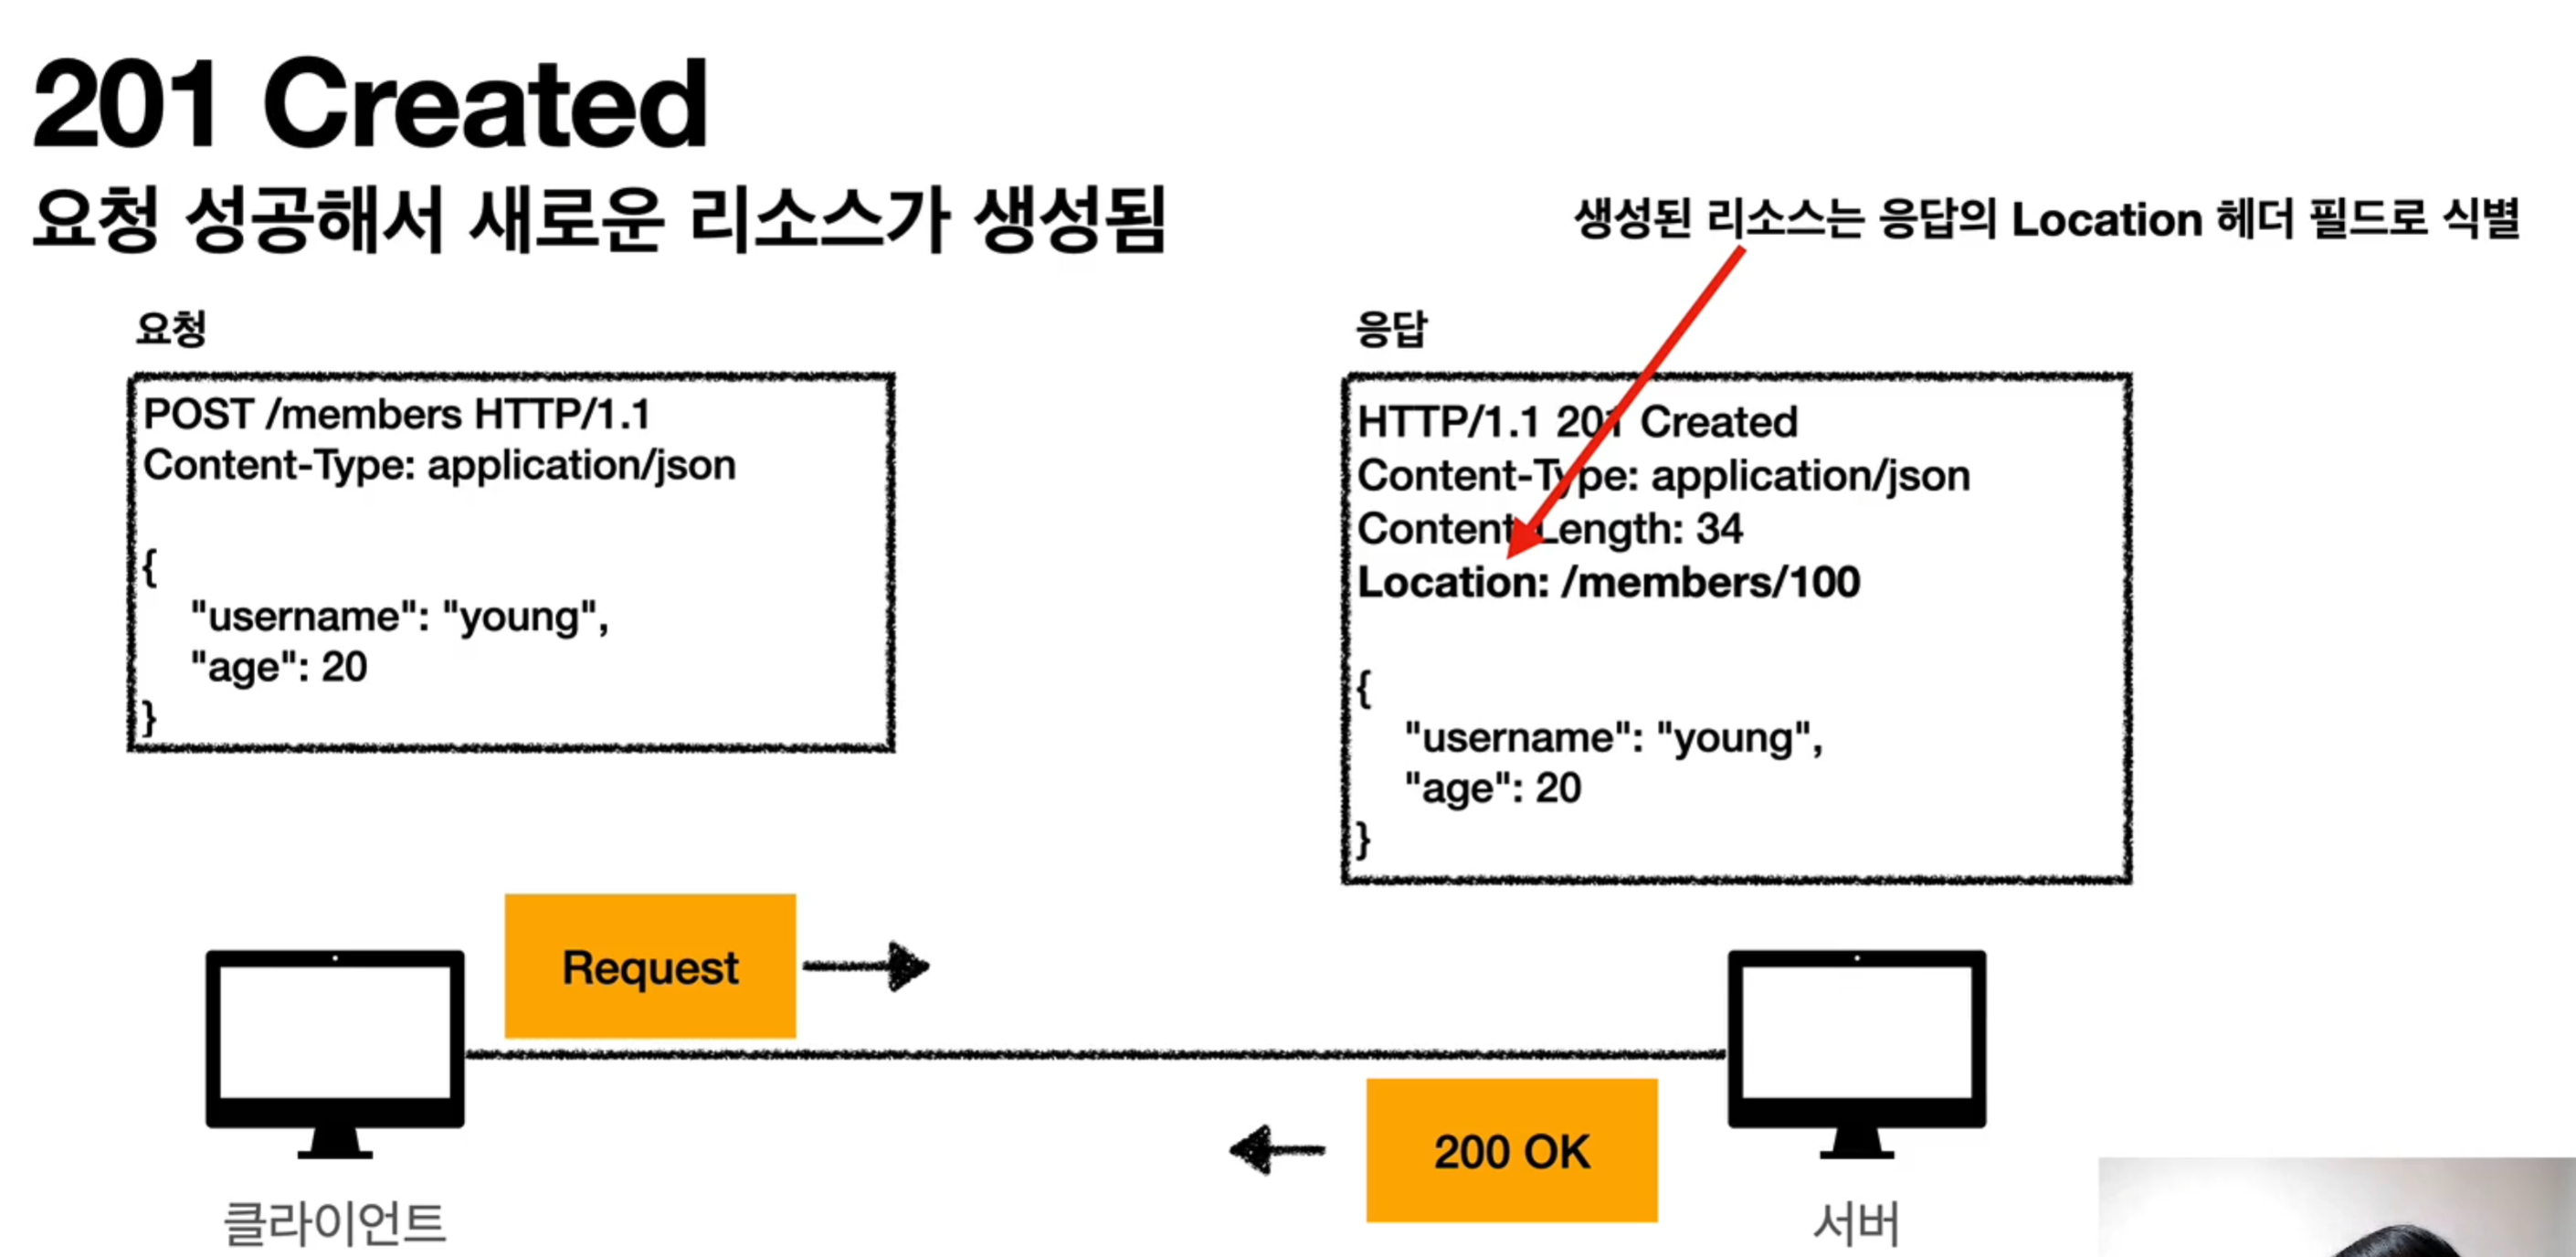 201 Created
요청 성공해서 새로운 리소스가 생성됨
생성된 리소스는 응답의 Location 헤더 필드로 식별
요청
POST /members HTTP/1.1
Content-Type: application/json
{
"username": "young",
"age": 20
}
응답
HTTP/1.1 201 Created
Content-Type: application/json
Content-Length: 34
Location: /members/100
{
"username": "young",
"age": 20
}
Request
200 OK
클라이언트
서버